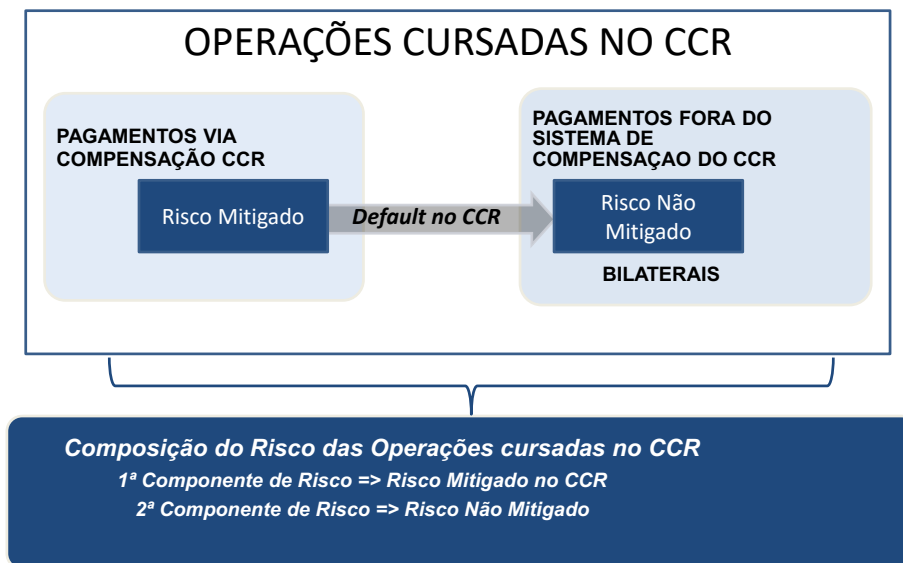 OPERAÇÕES CURSADAS NO CCR
PAGAMENTOS VIA
COMPENSAÇÃO CCR
Risco Mitigado
Default no CCR
PAGAMENTOS FORA DO
SISTEMA DE
COMPENSAÇAO DO CCR
Risco Não
Mitigado
BILATERAIS
Composição do Risco das Operações cursadas no CCR
1ª Componente de Risco => Risco Mitigado no CCR
2ª Componente de Risco => Risco Não Mitigado